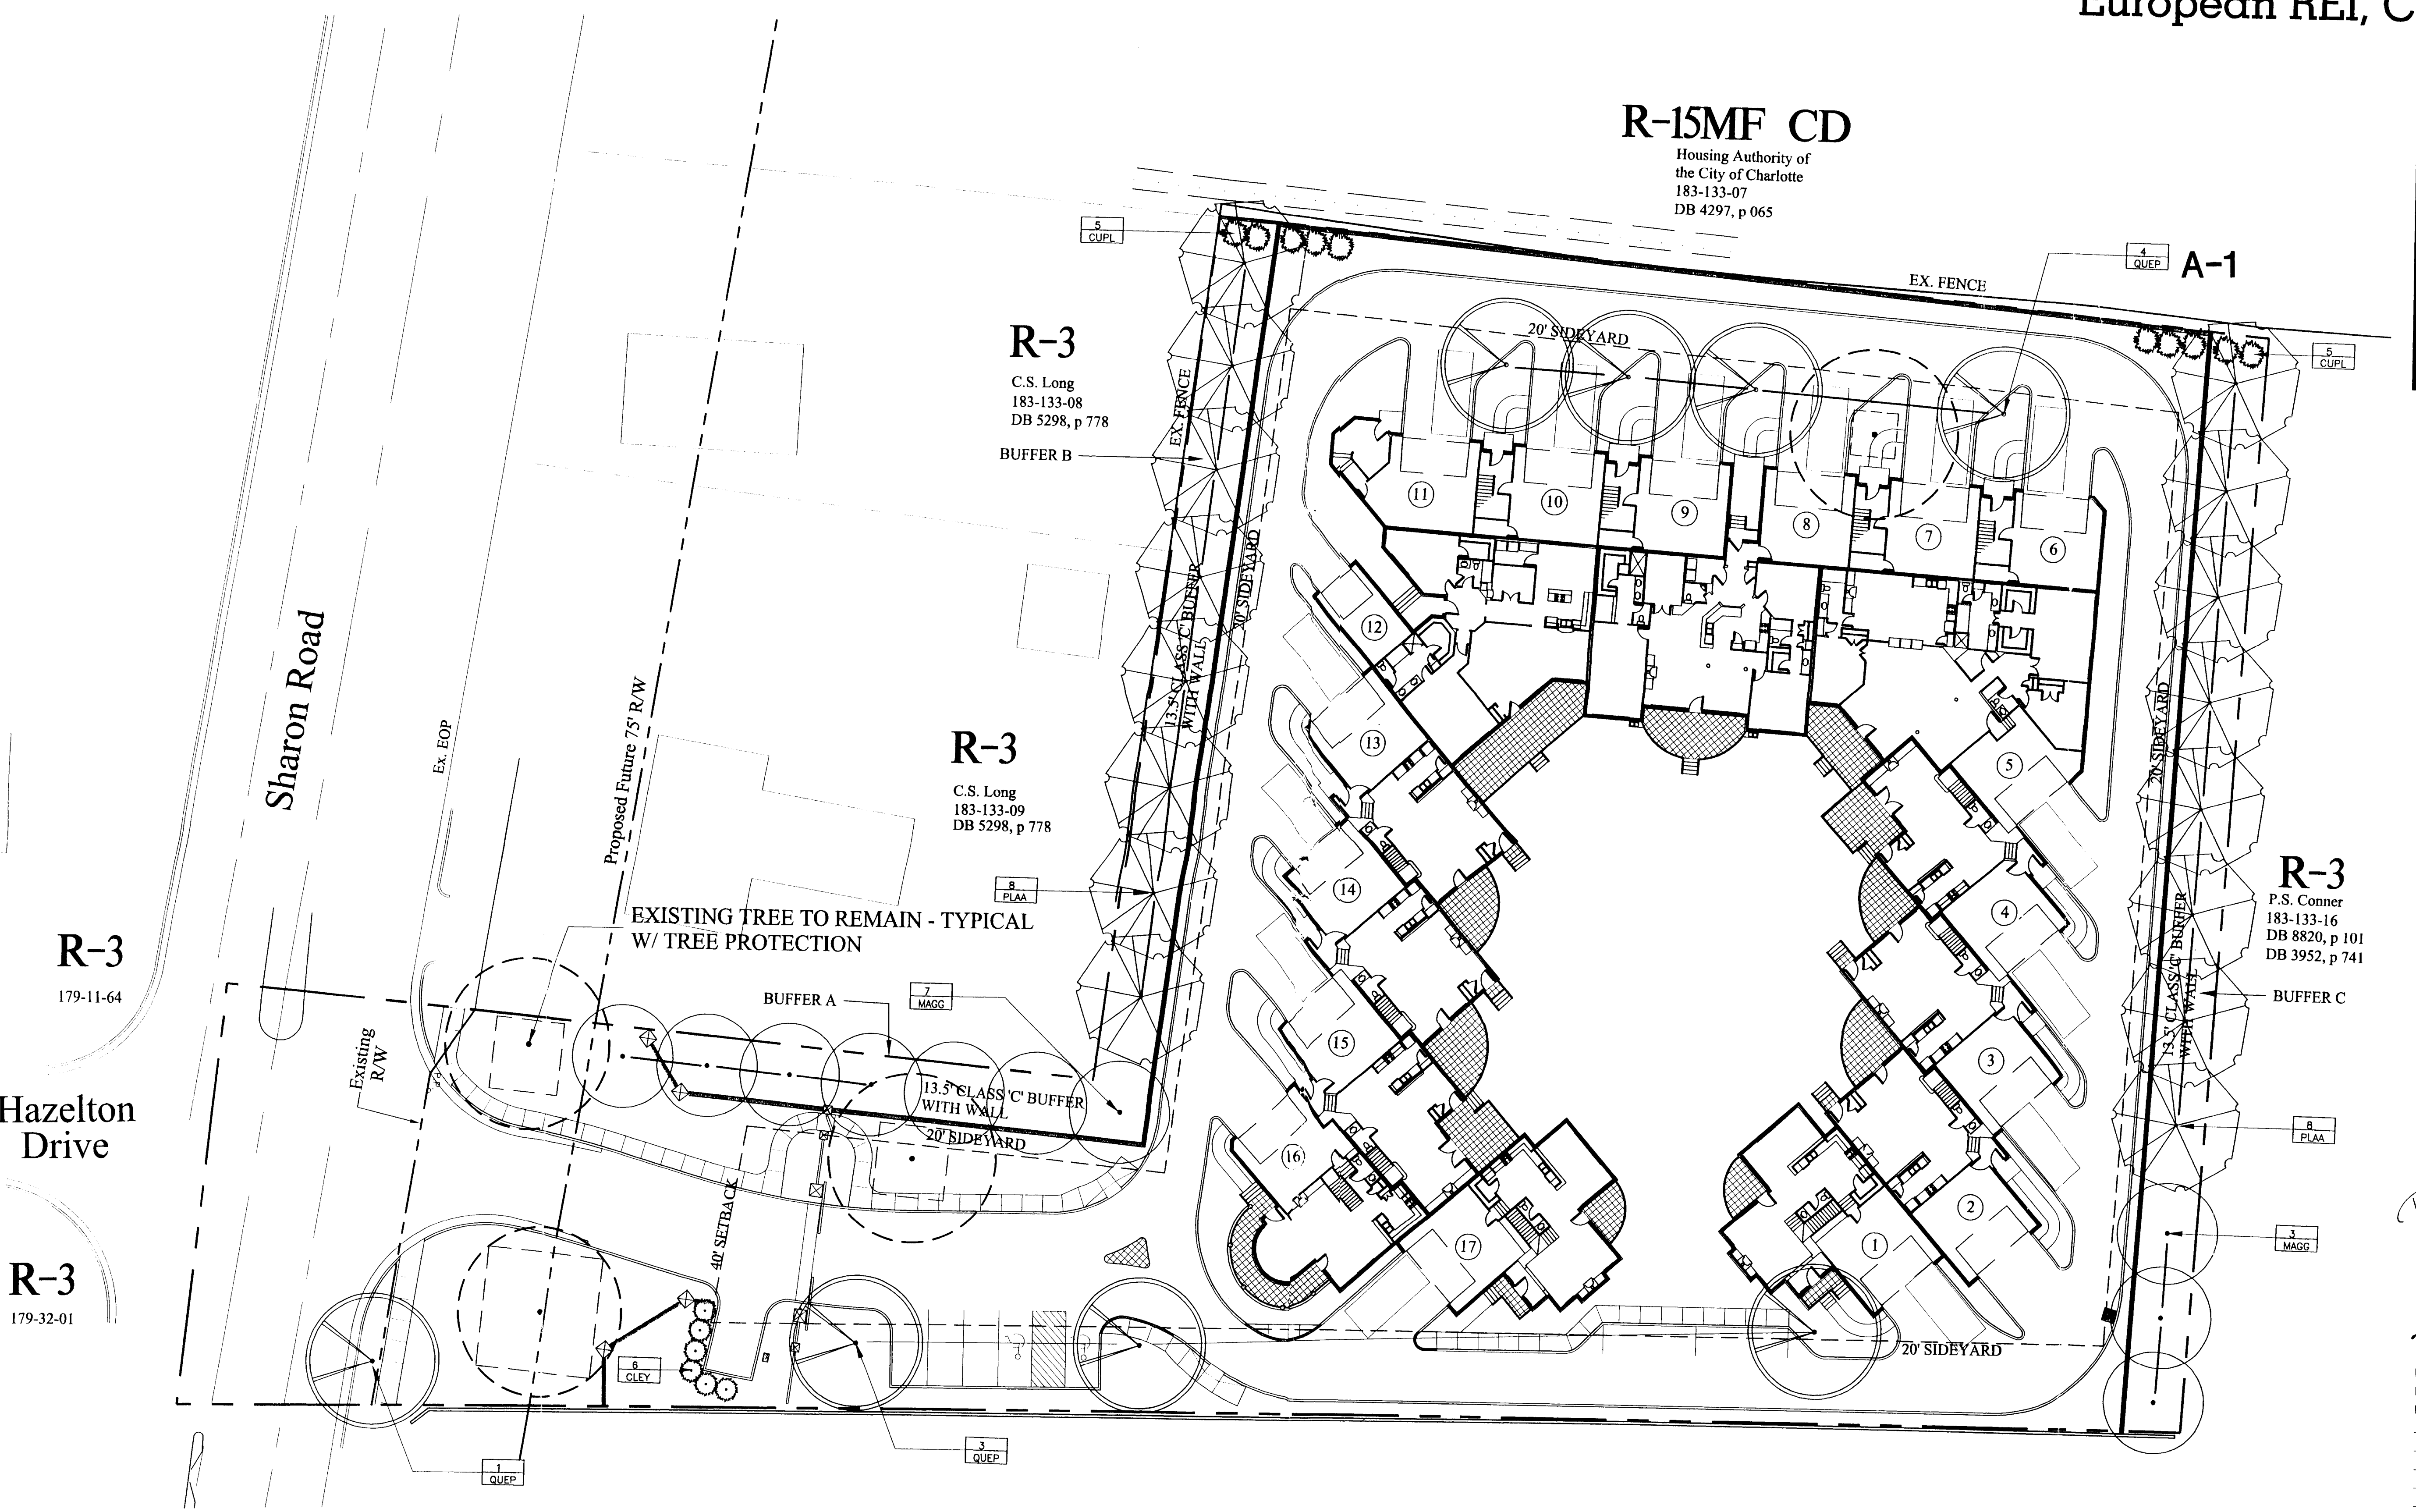 European REI, C
R-15MF CD
Housing Authority of
the City of Charlotte
183-133-07
DB 4297, p 065
5
CUPL
4
QUEP
A-1
EX. FENCE
20' SIDEYARD
5
CUPL
R-3
C.S. Long
183-133-08
DB 5298, p 778
EX. FENCE
BUFFER B
11
10
9
8
7
6
20' SIDEYARD
13.5' CLASS 'C' BUFFER
WITH WALL
12
Sharon Road
Ex. EOP
Proposed Future 75' R/W
R-3
C.S. Long
183-133-09
DB 5298, p 778
13
5
20' SIDEYARD
8
PLAA
14
4
R-3
P.S. Conner
183-133-16
DB 8820, p 101
DB 3952, p 741
EXISTING TREE TO REMAIN - TYPICAL
W/ TREE PROTECTION
R-3
179-11-64
BUFFER A
7
MAGG
13.5' CLASS 'C' BUFFER
WITH WALL
BUFFER C
Existing
R/W
15
3
13.5' CLASS 'C' BUFFER
WITH WALL
20' SIDEYARD
Hazelton
Drive
16
8
PLAA
40' SETBACK
17
1
2
3
MAGG
R-3
179-32-01
6
CLEY
20' SIDEYARD
1
QUEP
3
QUEP